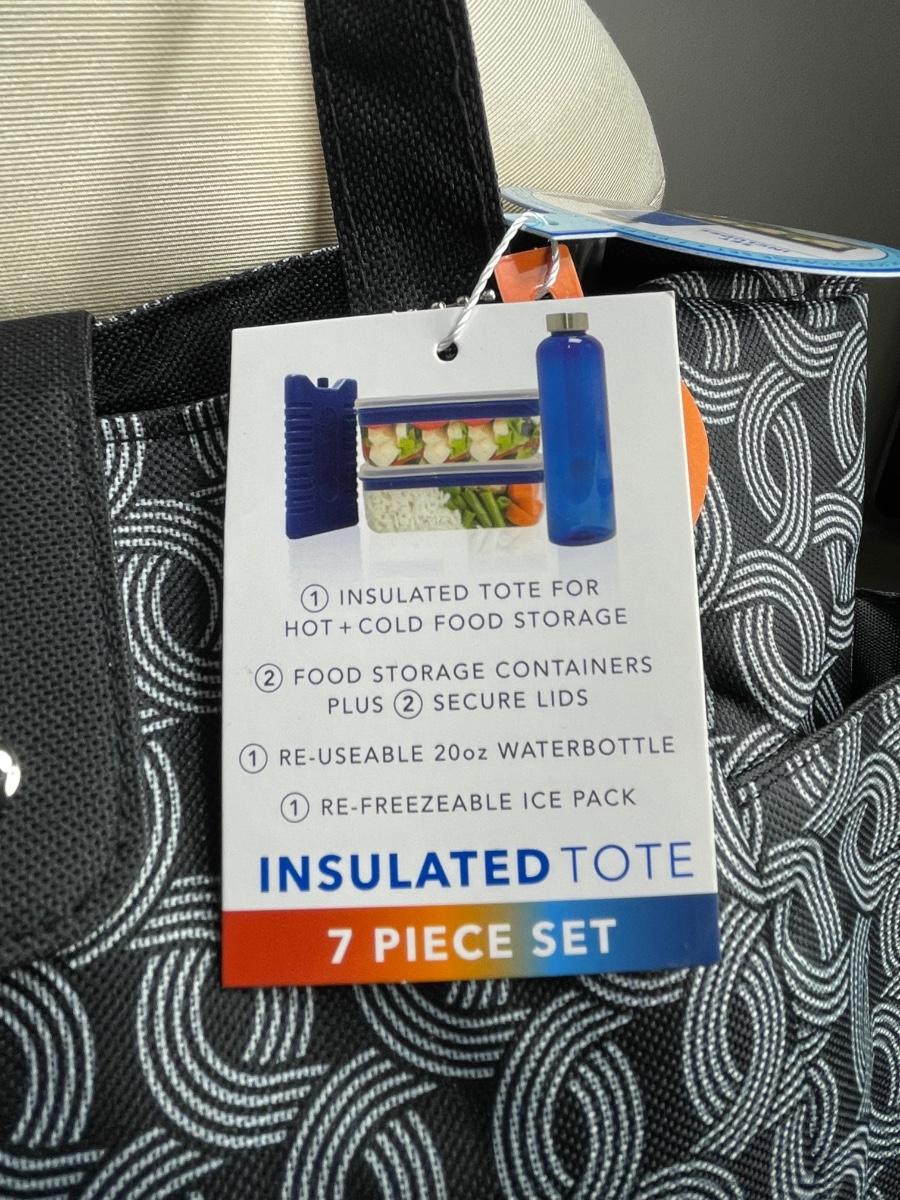 ① INSULATED TOTE FOR
HOT + COLD FOOD STORAGE
② FOOD STORAGE CONTAINERS
PLUS ② SECURE LIDS
① RE-USEABLE 20oz WATERBOTTLE
① RE-FREEZEABLE ICE PACK
INSULATED TOTE
7 PIECE SET